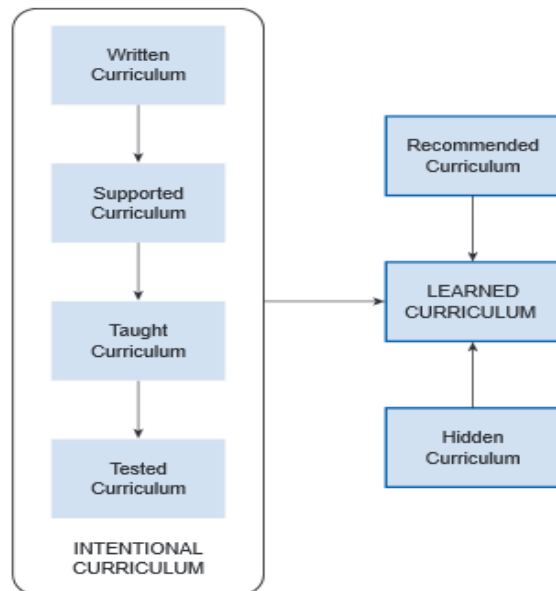 Written
Curriculum
Supported
Curriculum
Taught
Curriculum
Tested
Curriculum
INTENTIONAL
CURRICULUM
Recommended
Curriculum
LEARNED
CURRICULUM
Hidden
Curriculum